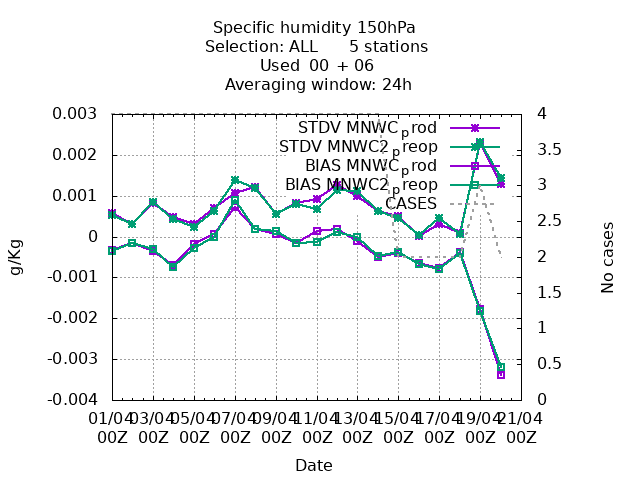 Specific humidity 150hPa
Selection: ALL      5 stations
Used  00  + 06
Averaging window: 24h
0.003
0.002
0.001
0
-0.001
-0.002
-0.003
-0.004
g/Kg
STDV MNWC_prod
STDV MNWC2_preop
BIAS MNWC_prod
BIAS MNWC2_preop
CASES
4
3.5
3
2.5
2
1.5
1
0.5
0
No cases
01/04 03/04 05/04 07/04 09/04 11/04 13/04 15/04 17/04 19/04 21/04
00Z 00Z 00Z 00Z 00Z 00Z 00Z 00Z 00Z 00Z 00Z
Date